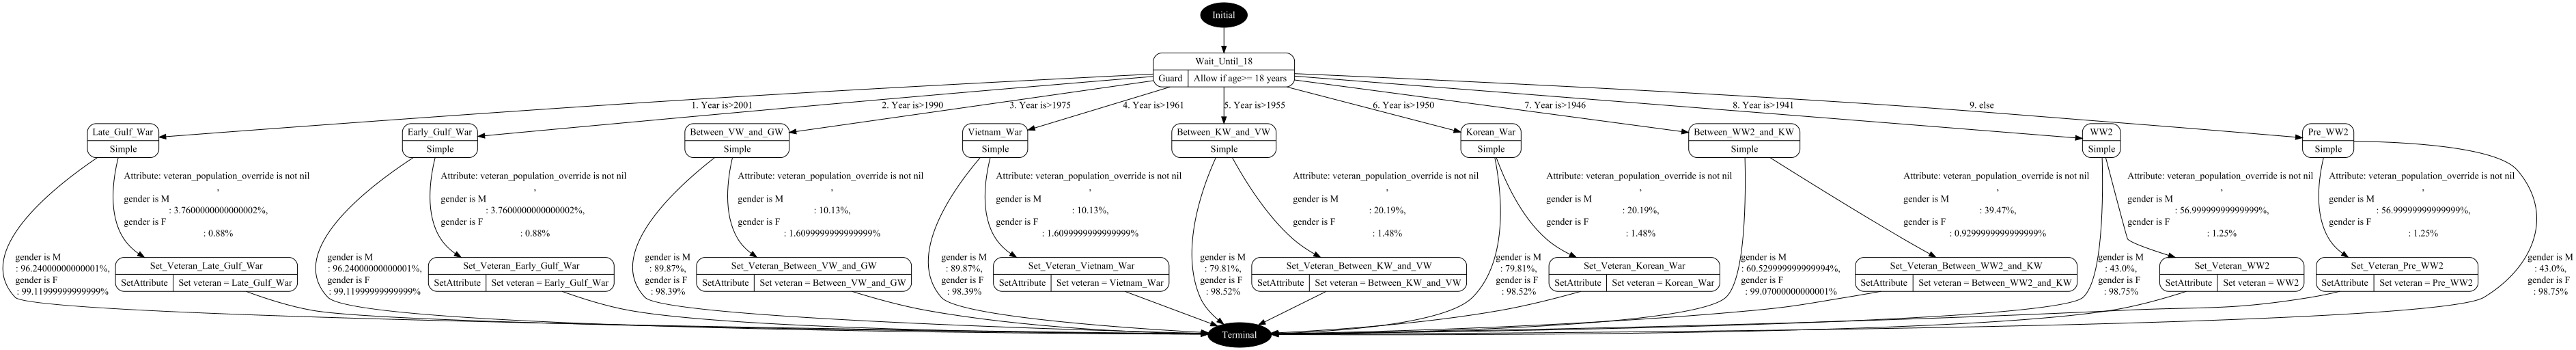 Initial
Wait_Until_18
Guard Allow if age>= 18 years
1. Year is>2001
2. Year is>1990
3. Year is>1975
4. Year is>1961
5. Year is>1955
6. Year is>1950
7. Year is>1946
8. Year is>1941
9. else
Late_Gulf_War
Simple
Early_Gulf_War
Simple
Between_VW_and_GW
Simple
Vietnam_War
Simple
Between_KW_and_VW
Simple
Korean_War
Simple
Between_WW2_and_KW
Simple
WW2
Simple
Pre_WW2
Simple
Attribute: veteran_population_override is not nil
,
gender is M
: 3.7600000000000002%,
gender is F
: 0.88%
Attribute: veteran_population_override is not nil
,
gender is M
: 3.7600000000000002%,
gender is F
: 0.88%
Attribute: veteran_population_override is not nil
,
gender is M
: 10.13%,
gender is F
: 1.6099999999999999%
Attribute: veteran_population_override is not nil
,
gender is M
: 10.13%,
gender is F
: 1.6099999999999999%
Attribute: veteran_population_override is not nil
,
gender is M
: 20.19%,
gender is F
: 1.48%
Attribute: veteran_population_override is not nil
,
gender is M
: 20.19%,
gender is F
: 1.48%
Attribute: veteran_population_override is not nil
,
gender is M
: 39.47%,
gender is F
: 0.9299999999999999%
Attribute: veteran_population_override is not nil
,
gender is M
: 56.99999999999999%,
gender is F
: 1.25%
Attribute: veteran_population_override is not nil
,
gender is M
: 56.99999999999999%,
gender is F
: 1.25%
gender is M
: 96.24000000000001%,
gender is F
: 99.11999999999999%
Set_Veteran_Late_Gulf_War
SetAttribute Set veteran = Late_Gulf_War
gender is M
: 96.24000000000001%,
gender is F
: 99.11999999999999%
Set_Veteran_Early_Gulf_War
SetAttribute Set veteran = Early_Gulf_War
gender is M
: 89.87%,
gender is F
: 98.39%
Set_Veteran_Between_VW_and_GW
SetAttribute Set veteran = Between_VW_and_GW
gender is M
: 89.87%,
gender is F
: 98.39%
Set_Veteran_Vietnam_War
SetAttribute Set veteran = Vietnam_War
gender is M
: 79.81%,
gender is F
: 98.52%
Set_Veteran_Between_KW_and_VW
SetAttribute Set veteran = Between_KW_and_VW
gender is M
: 79.81%,
gender is F
: 98.52%
Set_Veteran_Korean_War
SetAttribute Set veteran = Korean_War
gender is M
: 60.529999999999994%,
gender is F
: 99.07000000000001%
Set_Veteran_Between_WW2_and_KW
SetAttribute Set veteran = Between_WW2_and_KW
gender is M
: 43.0%,
gender is F
: 98.75%
Set_Veteran_WW2
SetAttribute Set veteran = WW2
Set_Veteran_Pre_WW2
SetAttribute Set veteran = Pre_WW2
gender is M
: 43.0%,
gender is F
: 98.75%
Terminal